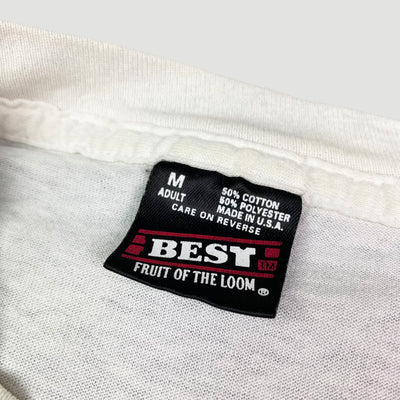 M
ADULT
50% COTTON
50% POLYESTER
MADE IN U.S.A.
CARE ON REVERSE
BEST TM
FRUIT OF THE LOOM ®